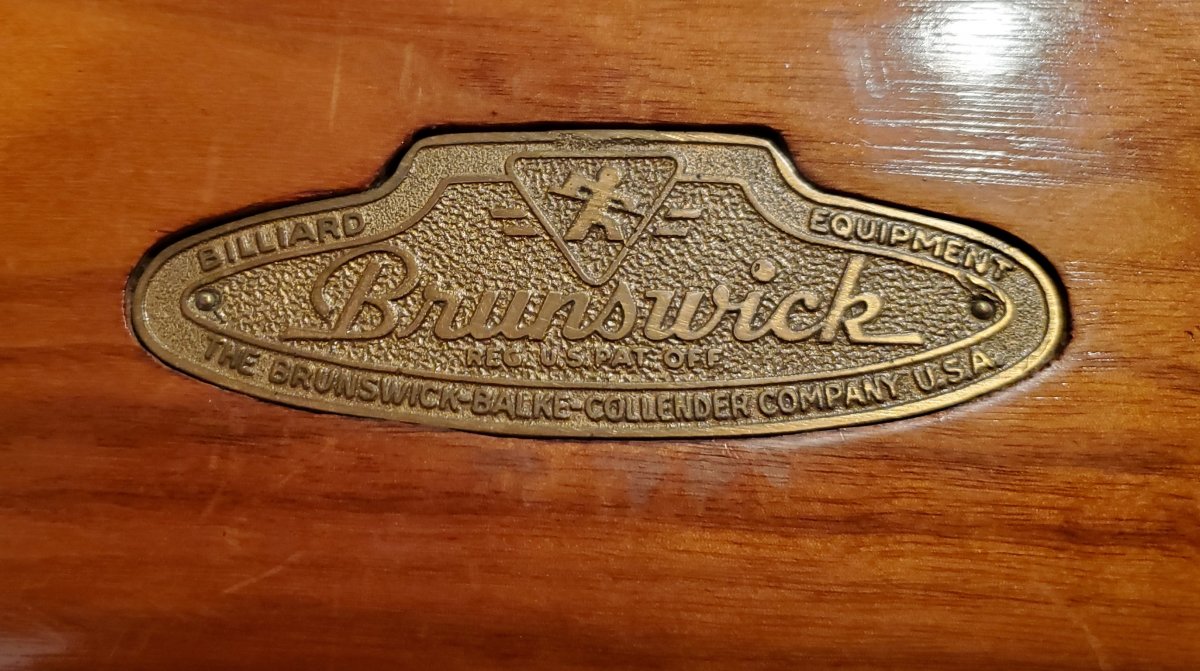 BILLIARD EQUIPMENT
Brunswick
REG. U.S. PAT. OFF.
THE BRUNSWICK-BALKE-COLLENDER COMPANY U.S.A.